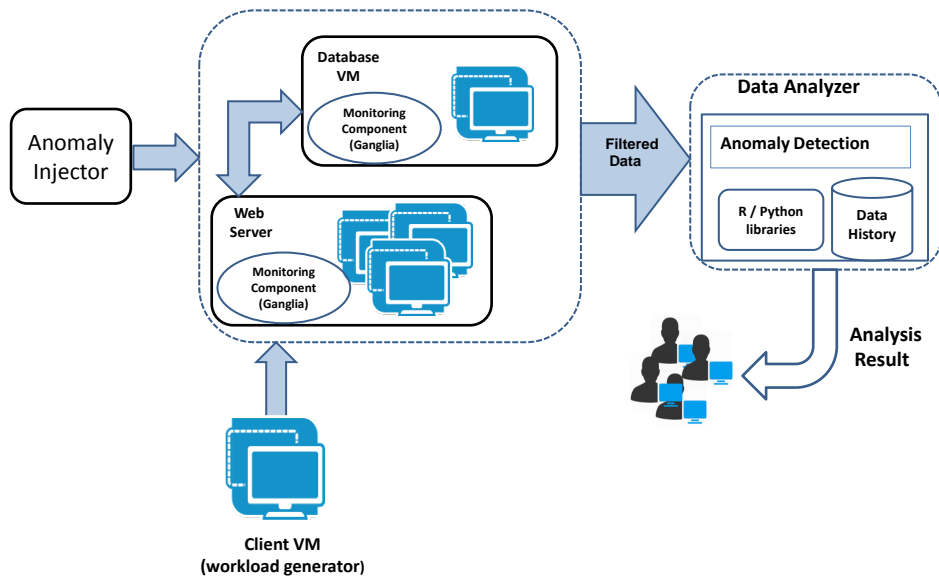 Anomaly
Injector
Database
VM
Monitoring
Component
(Ganglia)
Web
Server
Monitoring
Component
(Ganglia)
Client VM
(workload generator)
Filtered
Data
Data Analyzer
Anomaly Detection
R / Python
libraries
Data
History
Analysis
Result